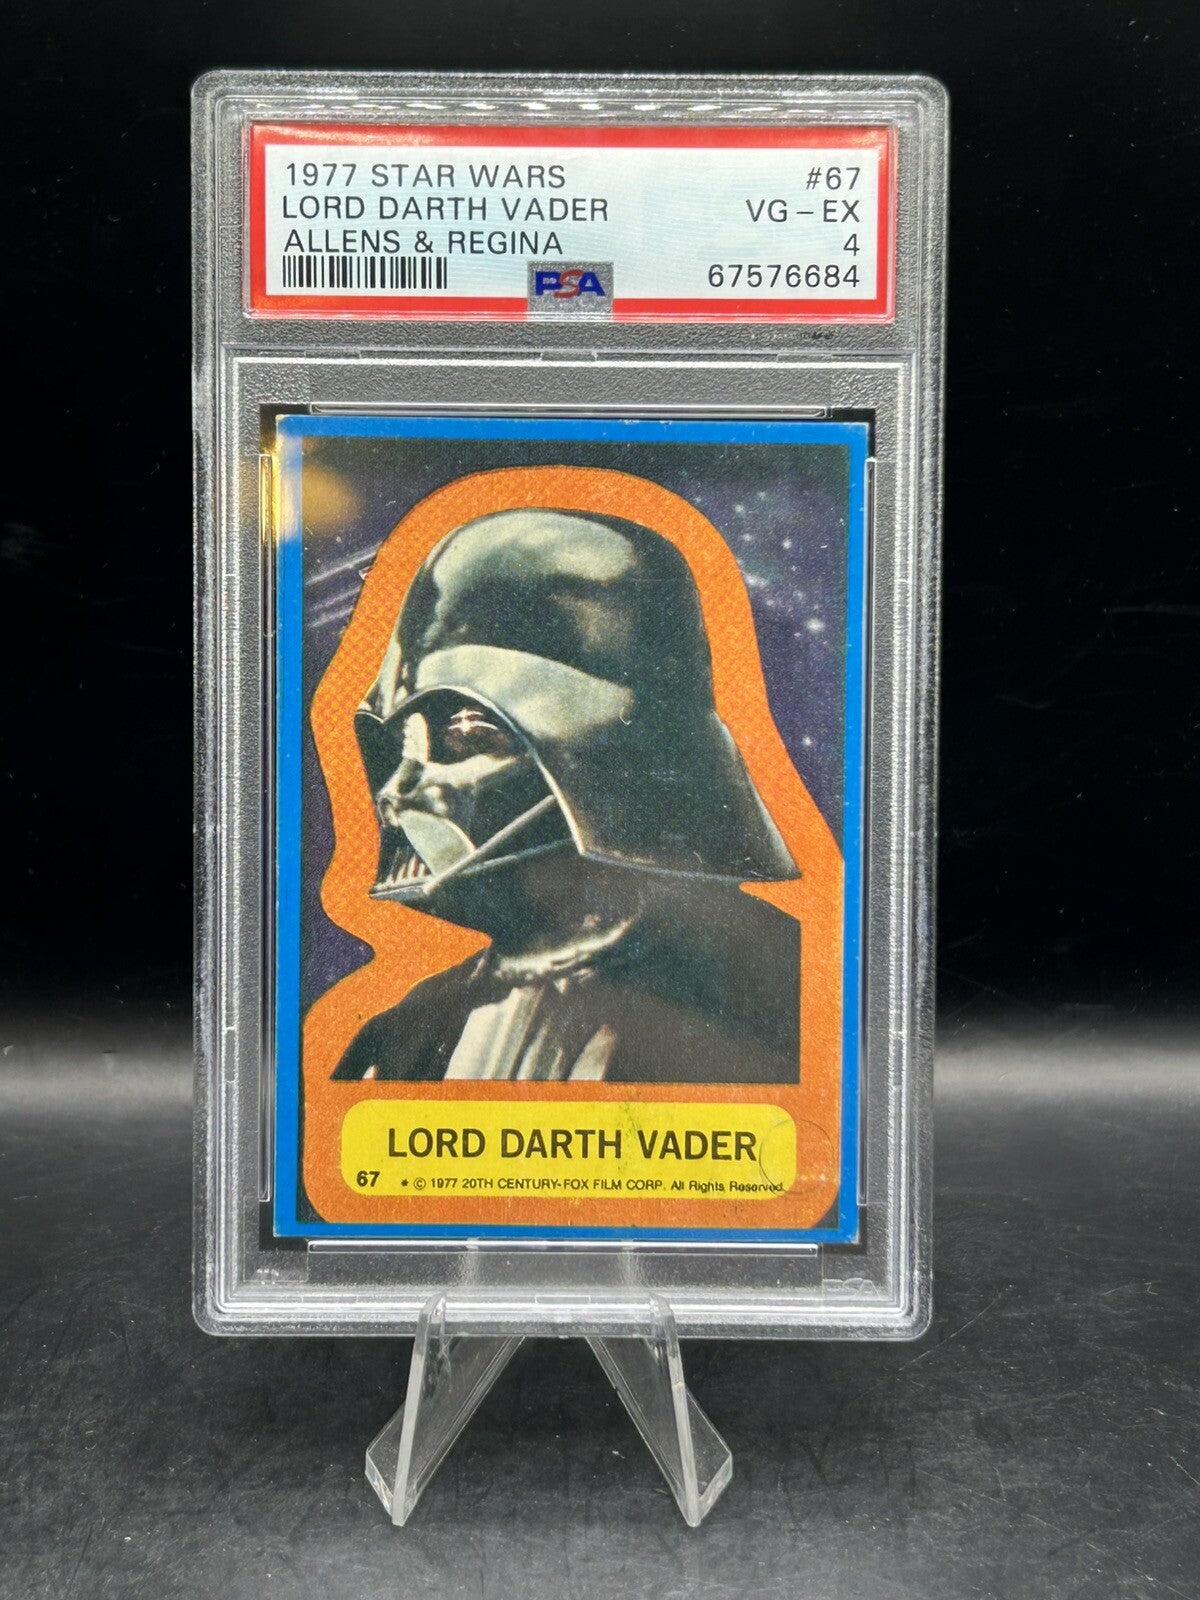 1977 STAR WARS #67
LORD DARTH VADER VG - EX
ALLENS & REGINA 4
PSA 67576684
LORD DARTH VADER
67 * © 1977 20TH CENTURY-FOX FILM CORP. All Rights Reserved.